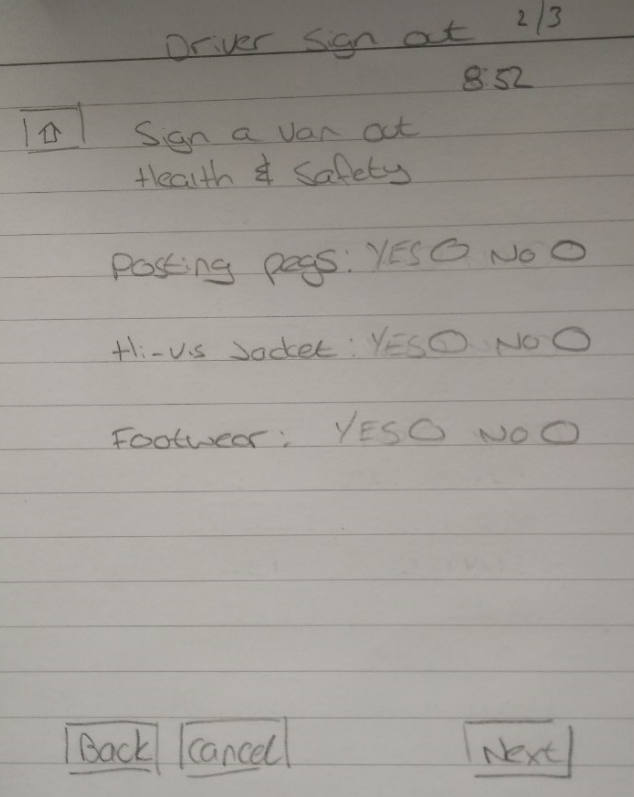 Driver sign out 2/3
8:52
Sign a van out
Health & Safety
Posting pegs: YES NO
Hi-vis Jacket: YES NO
Footwear: YES NO
Back Cancel Next